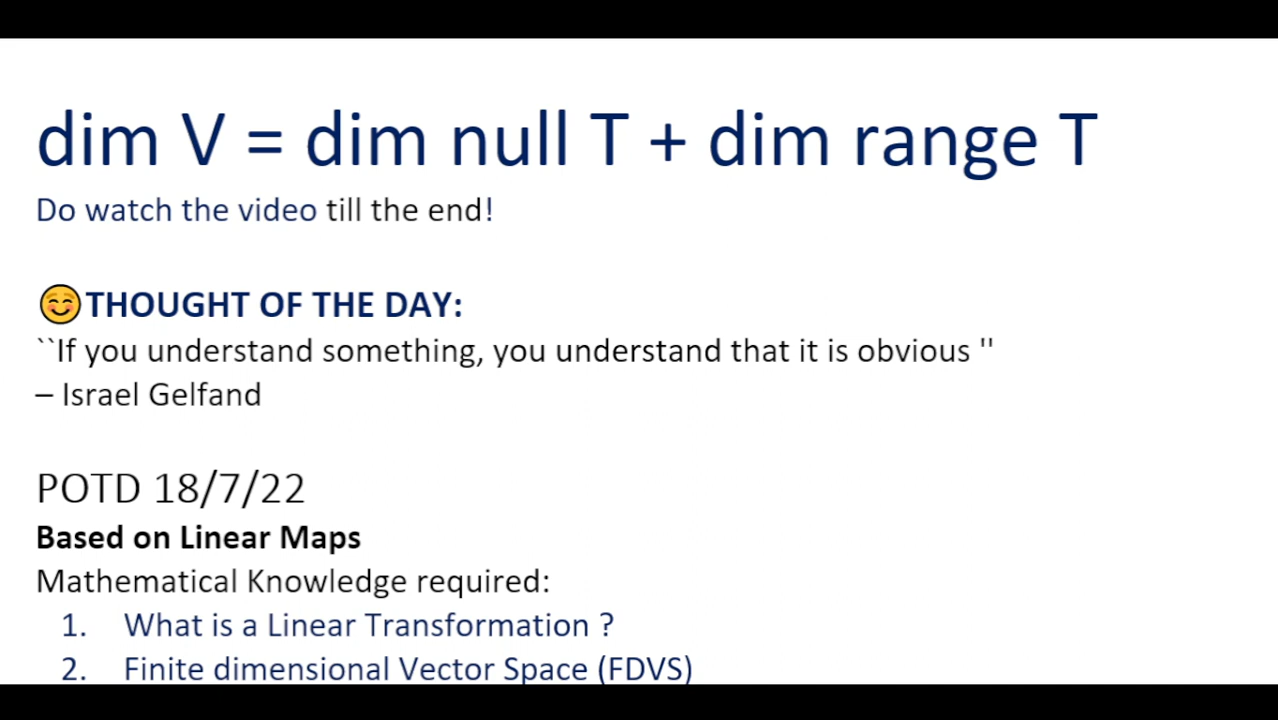 dim V = dim null T + dim range T
Do watch the video till the end!
😊THOUGHT OF THE DAY:
``If you understand something, you understand that it is obvious ''
– Israel Gelfand
POTD 18/7/22
Based on Linear Maps
Mathematical Knowledge required:
1. What is a Linear Transformation ?
2. Finite dimensional Vector Space (FDVS)